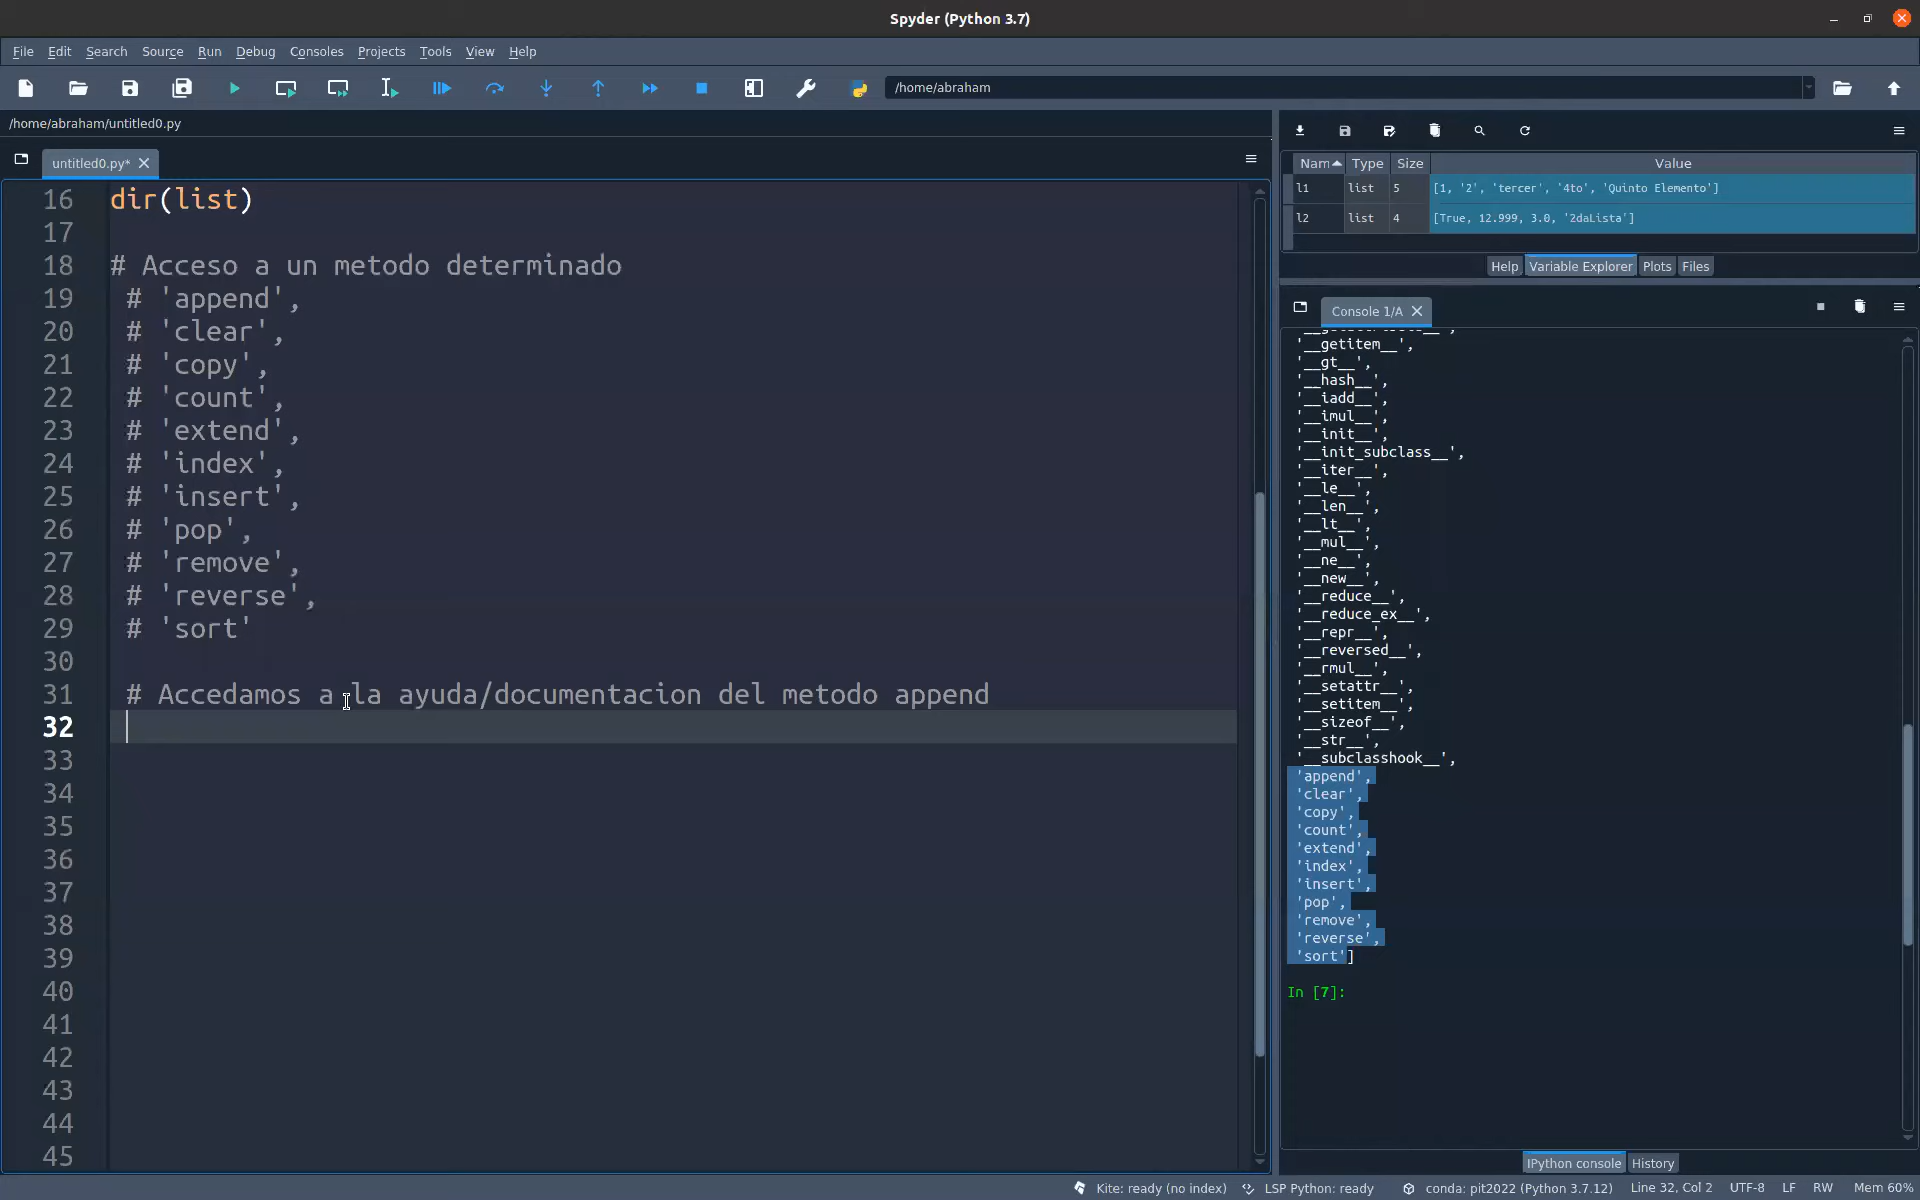 Spyder (Python 3.7)
File Edit Search Source Run Debug Consoles Projects Tools View Help
/home/abraham
/home/abraham/untitled0.py
untitled0.py*
16 dir(list)
17
18 # Acceso a un metodo determinado
19 # 'append',
20 # 'clear',
21 # 'copy',
22 # 'count',
23 # 'extend',
24 # 'index',
25 # 'insert',
26 # 'pop',
27 # 'remove',
28 # 'reverse',
29 # 'sort'
30
31 # Accedamos a la ayuda/documentacion del metodo append
32
33
34
35
36
37
38
39
40
41
42
43
44
45
Nam Type Size Value
l1 list 5 [1, '2', 'tercer', '4to', 'Quinto Elemento']
l2 list 4 [True, 12.999, 3.0, '2daLista']
Help Variable Explorer Plots Files
Console 1/A
'__getitem__',
'__gt__',
'__hash__',
'__iadd__',
'__imul__',
'__init__',
'__init_subclass__',
'__iter__',
'__le__',
'__len__',
'__lt__',
'__mul__',
'__ne__',
'__new__',
'__reduce__',
'__reduce_ex__',
'__repr__',
'__reversed__',
'__rmul__',
'__setattr__',
'__setitem__',
'__sizeof__',
'__str__',
'__subclasshook__',
'append',
'clear',
'copy',
'count',
'extend',
'index',
'insert',
'pop',
'remove',
'reverse',
'sort']
In [7]:
IPython console History
Kite: ready (no index) LSP Python: ready conda: pit2022 (Python 3.7.12) Line 32, Col 2 UTF-8 LF RW Mem 60%